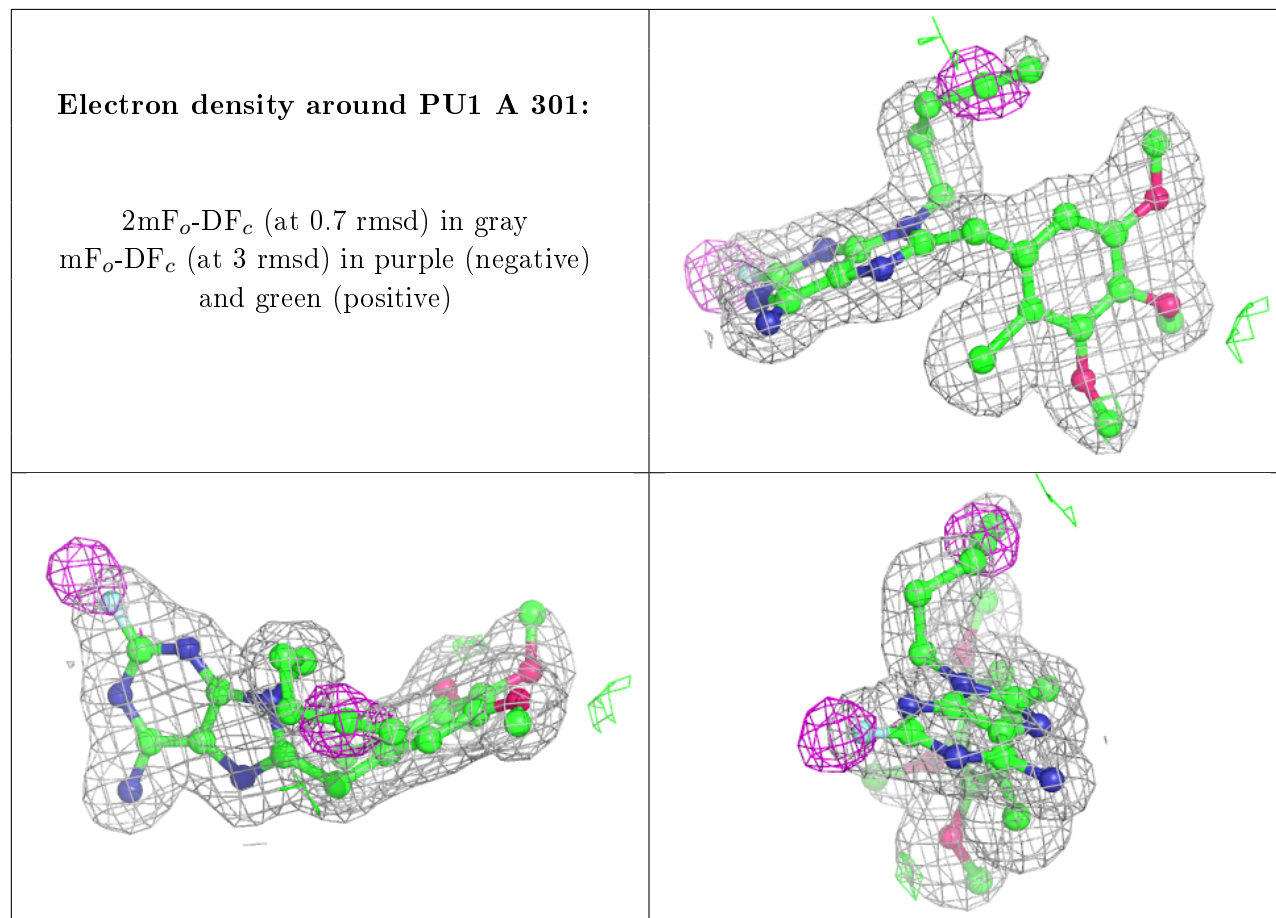 Electron density around PU1 A 301:
2mFo-DFc (at 0.7 rmsd) in gray
mFo-DFc (at 3 rmsd) in purple (negative)
and green (positive)